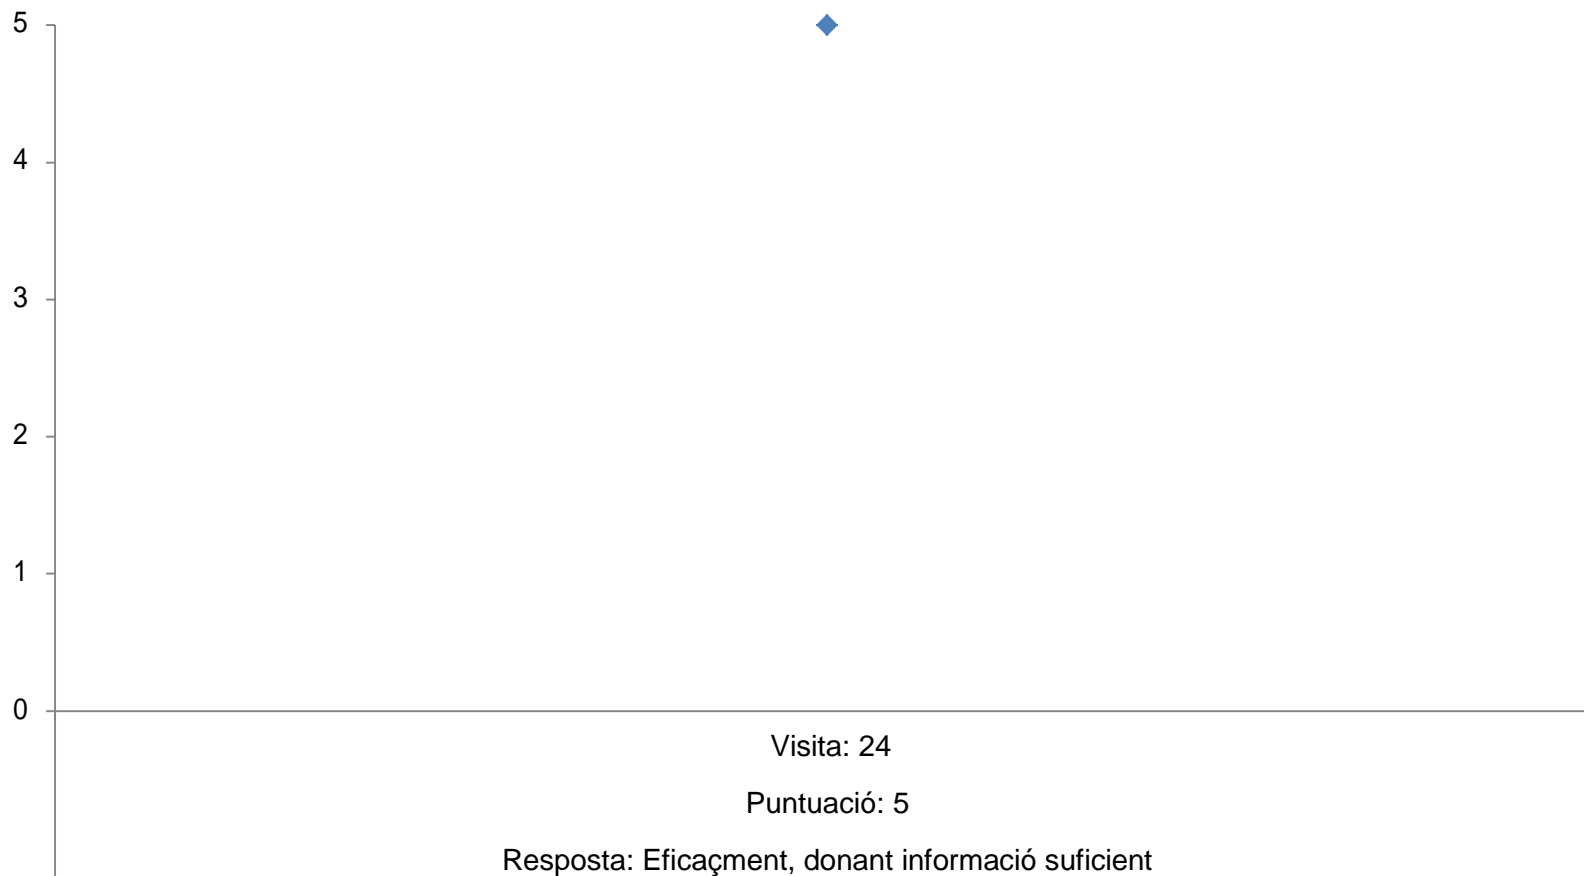 5
4
3
2
1
0
Visita: 24
Puntuació: 5
Resposta: Eficaçment, donant informació suficient